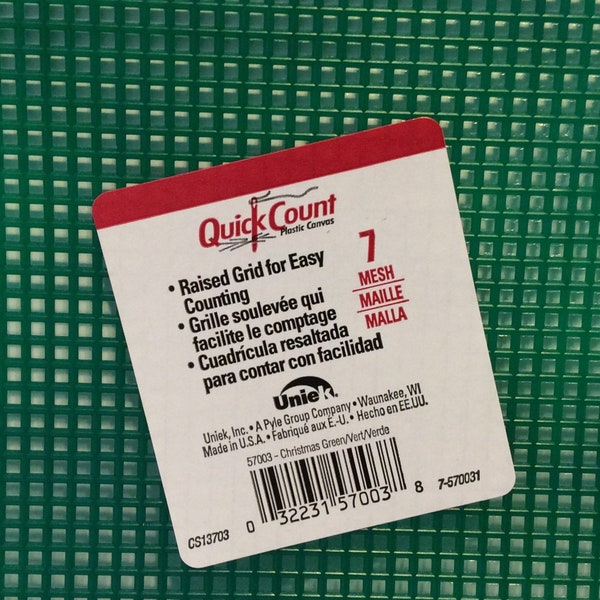 Quick Count
Plastic Canvas
7
MESH
MAILLE
MALLA
• Raised Grid for Easy
Counting
• Grille soulevée qui
facilite le comptage
• Cuadrícula resaltada
para contar con facilidad
Uniek.
Uniek, Inc. • A Pyle Group Company • Waunakee, WI
Made in U.S.A. • Fabriqué aux E.-U. • Hecho en EE.UU.
57003 - Christmas Green/Vert/Verde
CS13703 0 32231 57003 8 7-570031